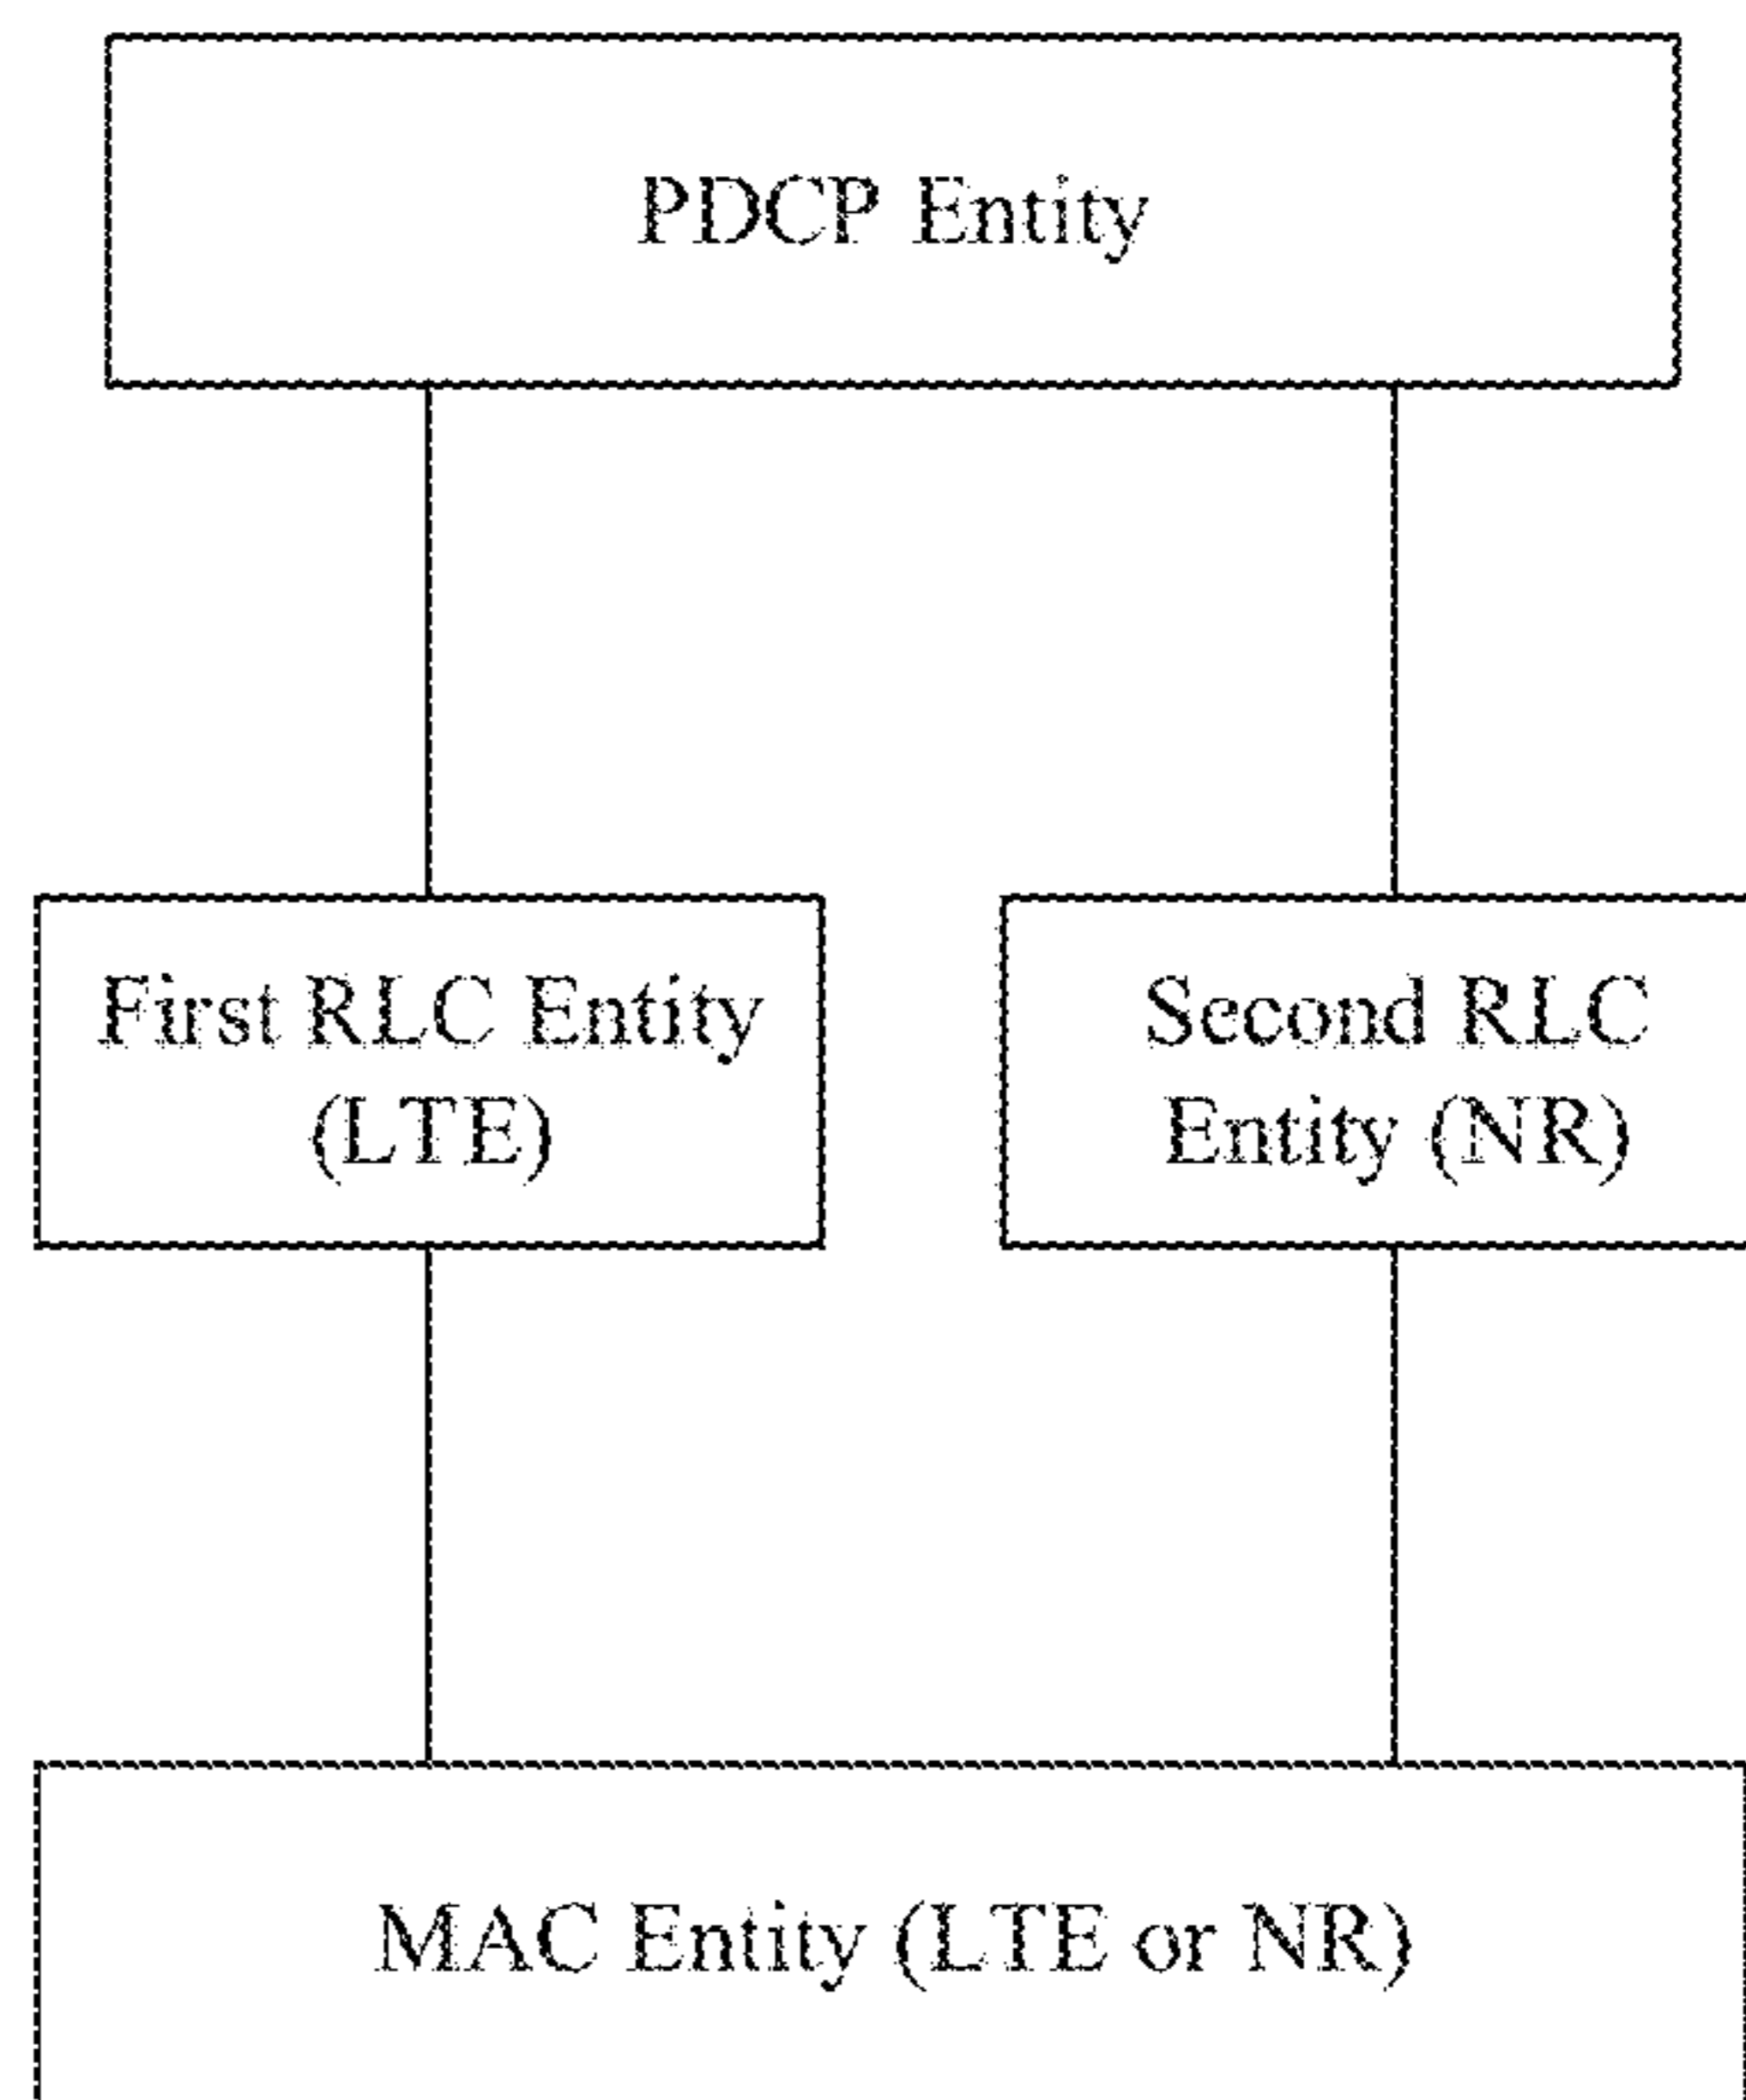 PDCP Entity
First RLC Entity
(LTE)
Second RLC
Entity (NR)
MAC Entity (LTE or NR)